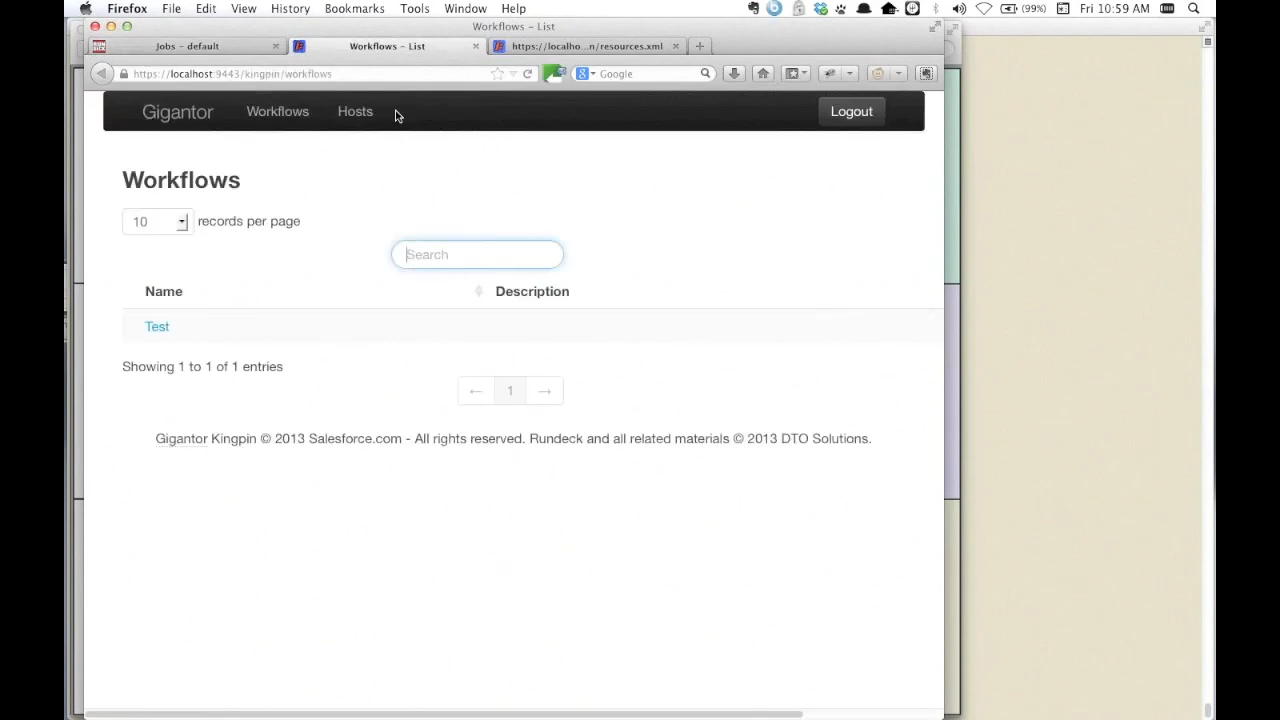 Firefox File Edit View History Bookmarks Tools Window Help (99%) Fri 10:59 AM
Workflows – List
Jobs – default Workflows – List https://localho...n/resources.xml
https://localhost:9443/kingpin/workflows Google
Gigantor Workflows Hosts Logout
Workflows
10 records per page
Search
Name Description
Test
Showing 1 to 1 of 1 entries
← 1 →
Gigantor Kingpin © 2013 Salesforce.com - All rights reserved. Rundeck and all related materials © 2013 DTO Solutions.